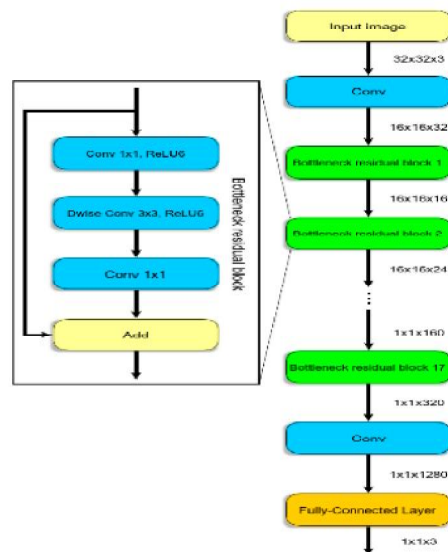 Input image
32x32x3
Conv
16x16x32
Bottleneck residual block 1
16x16x16
Bottleneck residual block 2
16x16x24
...
1x1x160
Bottleneck residual block 17
1x1x320
Conv
1x1x1280
Fully-Connected Layer
1x1x3
Conv 1x1, ReLU6
Dwise Conv 3x3, ReLU6
Conv 1x1
Add
Bottleneck residual block